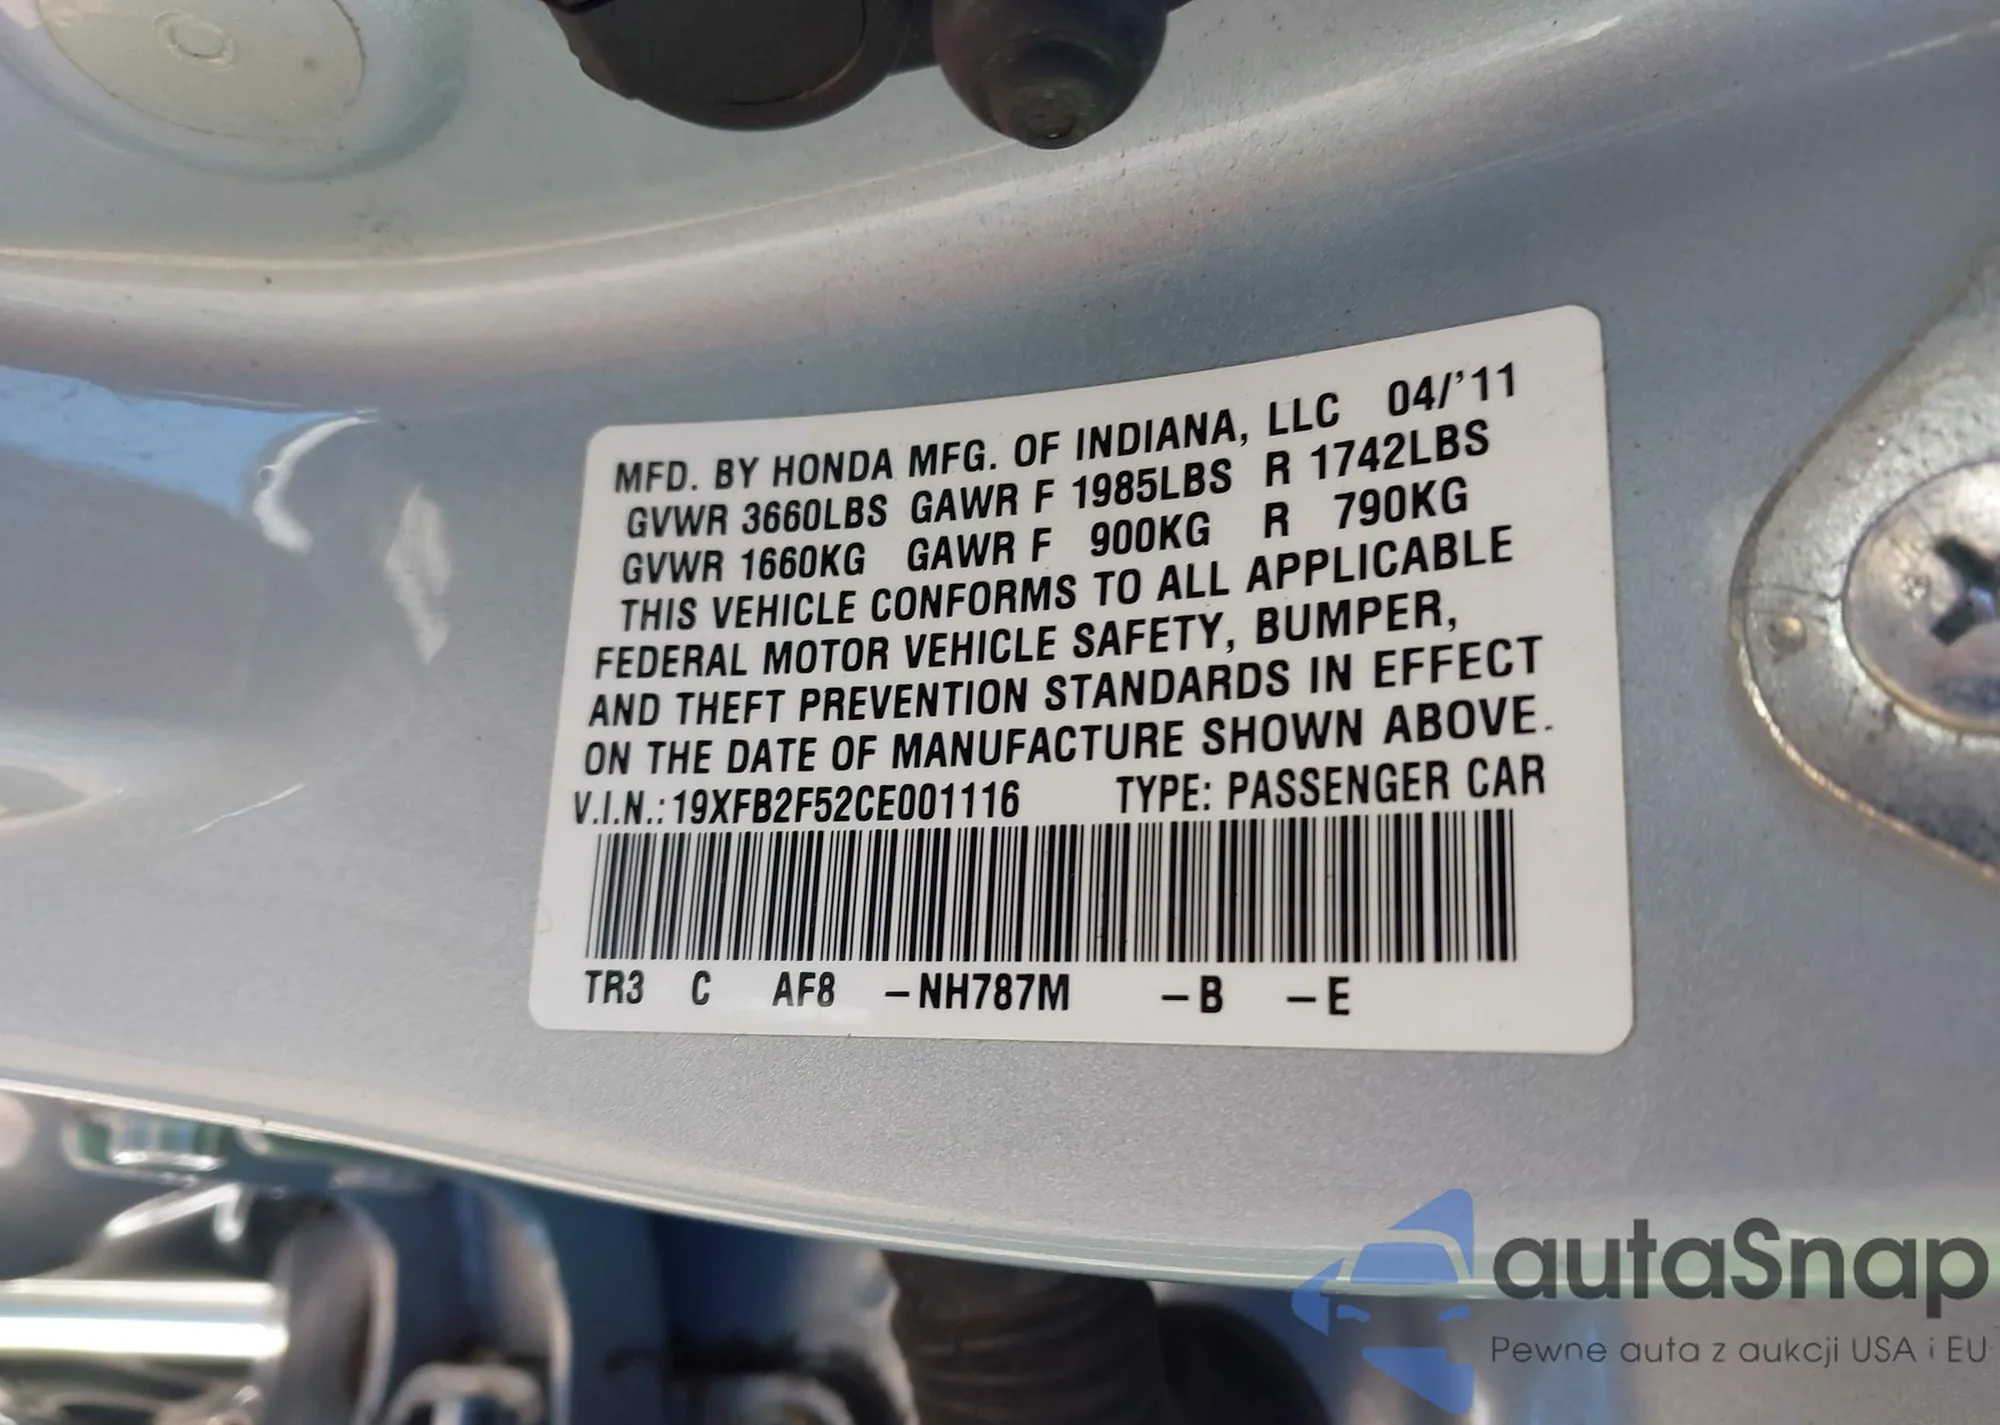 MFD. BY HONDA MFG. OF INDIANA, LLC 04/'11
GVWR 3660LBS GAWR F 1985LBS R 1742LBS
GVWR 1660KG GAWR F 900KG R 790KG
THIS VEHICLE CONFORMS TO ALL APPLICABLE
FEDERAL MOTOR VEHICLE SAFETY, BUMPER,
AND THEFT PREVENTION STANDARDS IN EFFECT
ON THE DATE OF MANUFACTURE SHOWN ABOVE.
V.I.N.: 19XFB2F52CE001116 TYPE: PASSENGER CAR
TR3 C AF8 -NH787M -B -E
autaSnap
Pewne auta z aukcji USA i EU